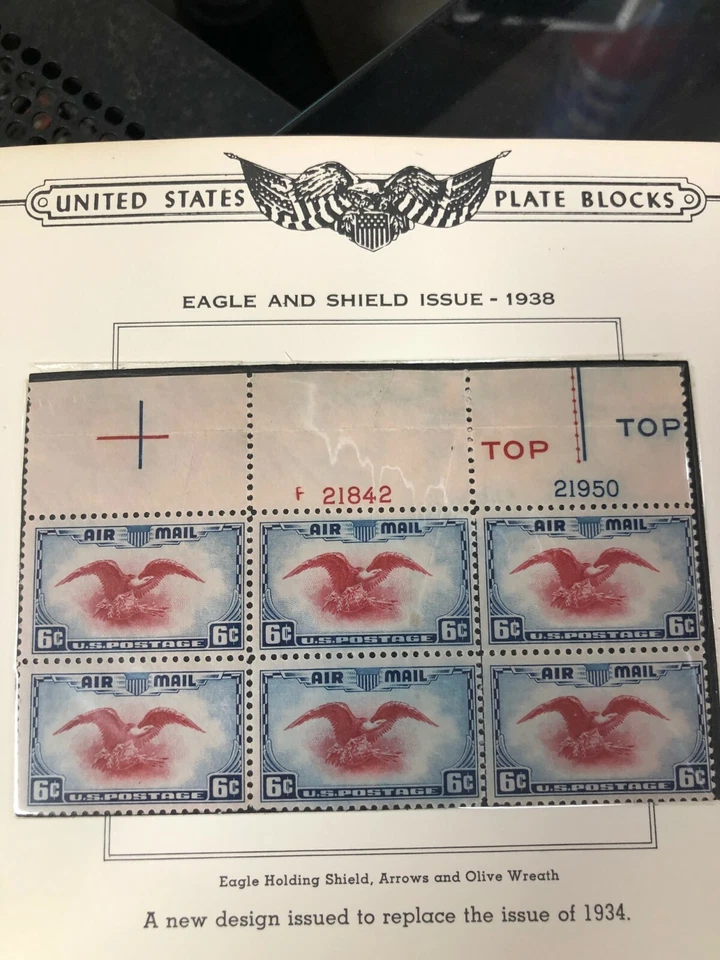 UNITED STATES PLATE BLOCKS
EAGLE AND SHIELD ISSUE - 1938
TOP TOP
F 21842 21950
AIR MAIL AIR MAIL AIR MAIL
6¢ U.S.POSTAGE 6¢ 6¢ U.S.POSTAGE 6¢ 6¢ U.S.POSTAGE 6¢
AIR MAIL AIR MAIL AIR MAIL
6¢ U.S.POSTAGE 6¢ 6¢ U.S.POSTAGE 6¢ 6¢ U.S.POSTAGE 6¢
Eagle Holding Shield, Arrows and Olive Wreath
A new design issued to replace the issue of 1934.